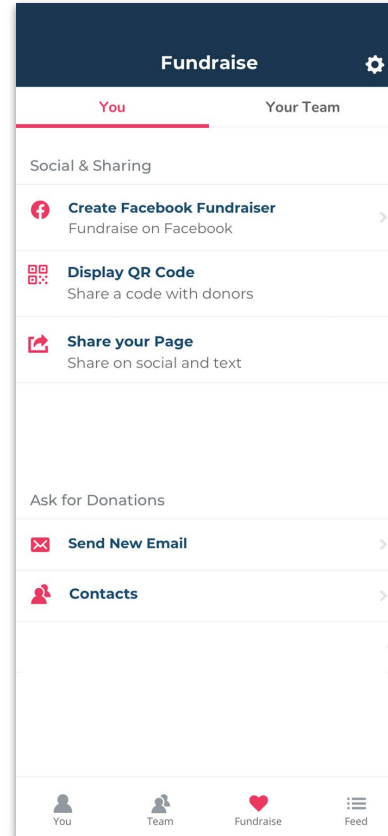 Fundraise
You
Your Team
Social & Sharing
Create Facebook Fundraiser
Fundraise on Facebook
Display QR Code
Share a code with donors
Share your Page
Share on social and text
Ask for Donations
Send New Email
Contacts
You
Team
Fundraise
Feed